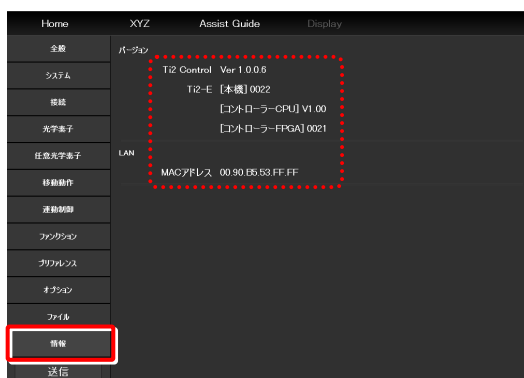 Home XYZ Assist Guide Display
全般
システム
接続
光学素子
任意光学素子
移動動作
連動制御
ファンクション
プリファレンス
オプション
ファイル
情報
送信
バージョン
Ti2 Control Ver 1.0.0.6
Ti2-E [本機] 0022
[コントローラーCPU] V1.00
[コントローラーFPGA] 0021
LAN
MACアドレス 00.90.B5.53.FF.FF